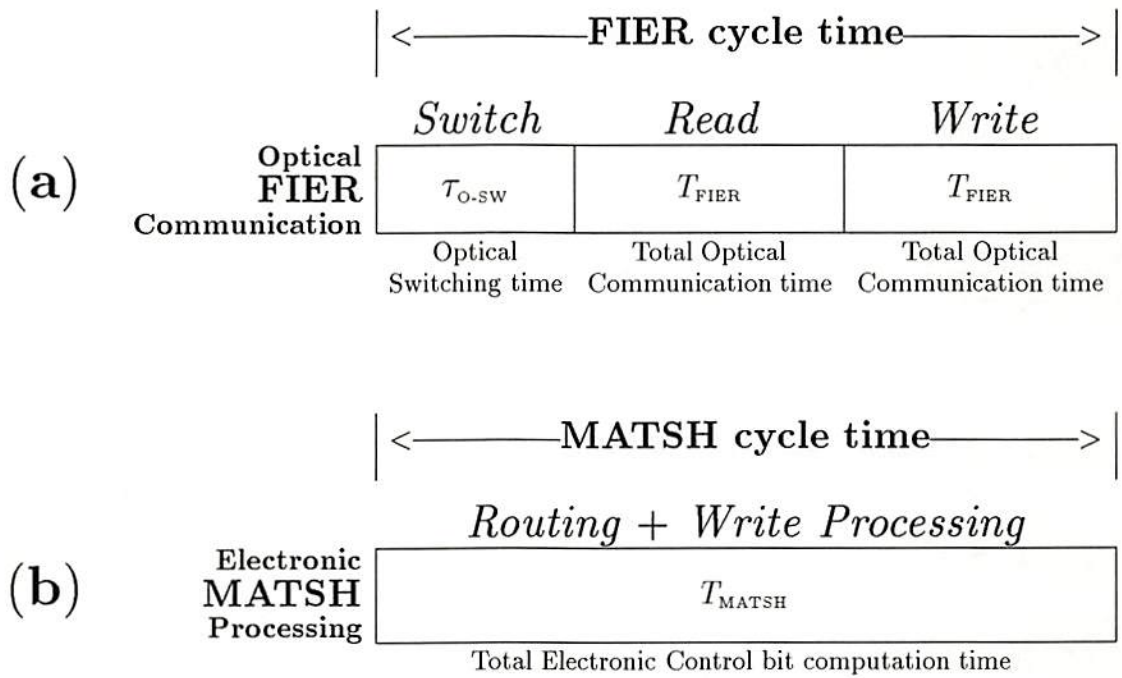 FIER cycle time
Switch Read Write
(a)
Optical
FIER
Communication
τO-SW TFIER TFIER
Optical Total Optical Total Optical
Switching time Communication time Communication time
MATSH cycle time
Routing + Write Processing
(b)
Electronic
MATSH
Processing
TMATSH
Total Electronic Control bit computation time